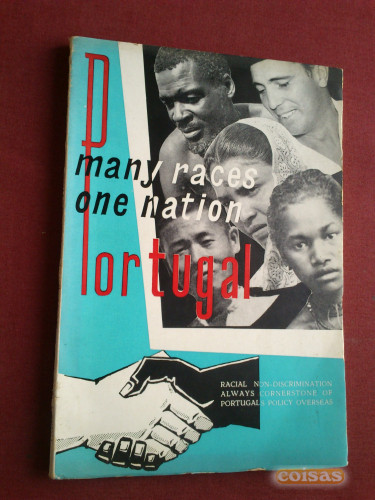 many races
one nation
Portugal
RACIAL NON-DISCRIMINATION
ALWAYS CORNERSTONE OF
PORTUGAL'S POLICY OVERSEAS
coisas